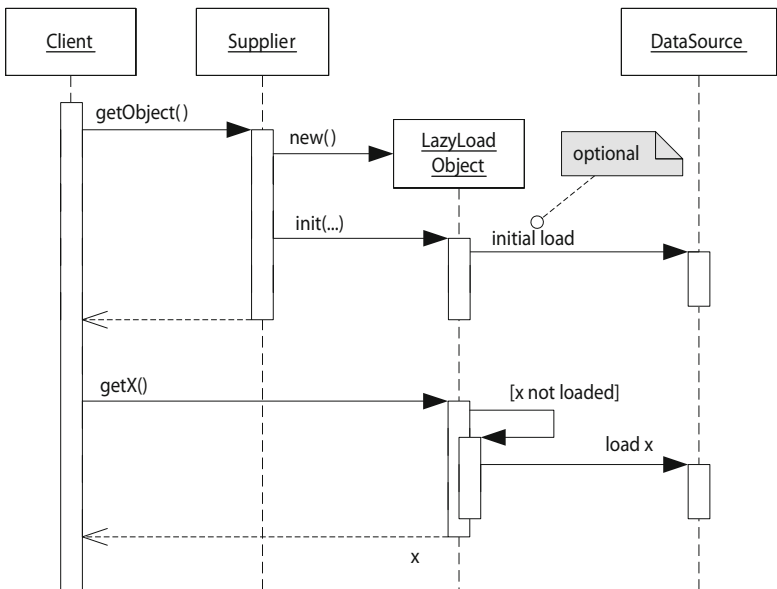 Client
Supplier
DataSource
getObject()
new()
LazyLoad
Object
optional
init(...)
initial load
getX()
[x not loaded]
load x
x